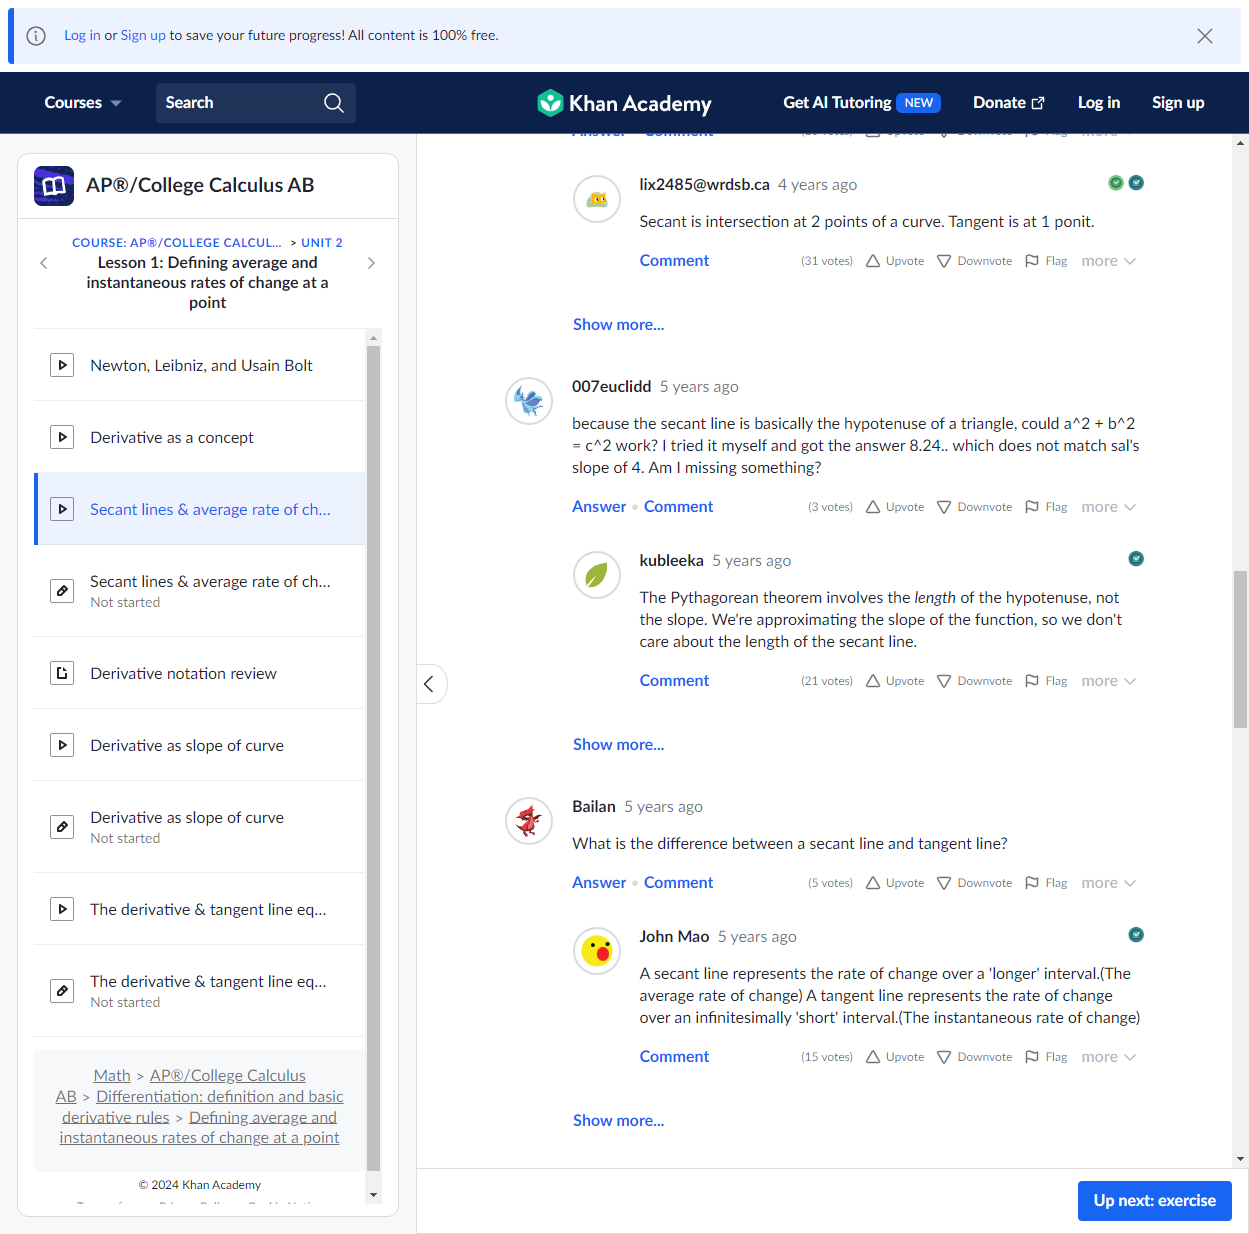 Log in or Sign up to save your future progress! All content is 100% free.
Courses
Search
Khan Academy
Get AI Tutoring NEW
Donate
Log in
Sign up
AP®/College Calculus AB
COURSE: AP®/COLLEGE CALCUL... > UNIT 2
Lesson 1: Defining average and
instantaneous rates of change at a
point
Newton, Leibniz, and Usain Bolt
Derivative as a concept
Secant lines & average rate of ch...
Secant lines & average rate of ch...
Not started
Derivative notation review
Derivative as slope of curve
Derivative as slope of curve
Not started
The derivative & tangent line eq...
The derivative & tangent line eq...
Not started
Math > AP®/College Calculus
AB > Differentiation: definition and basic
derivative rules > Defining average and
instantaneous rates of change at a point
© 2024 Khan Academy
Answer Comment
lix2485@wrdsb.ca 4 years ago
Secant is intersection at 2 points of a curve. Tangent is at 1 ponit.
Comment (31 votes) Upvote Downvote Flag more
Show more...
007euclidd 5 years ago
because the secant line is basically the hypotenuse of a triangle, could a^2 + b^2
= c^2 work? I tried it myself and got the answer 8.24.. which does not match sal's
slope of 4. Am I missing something?
Answer • Comment (3 votes) Upvote Downvote Flag more
kubleeka 5 years ago
The Pythagorean theorem involves the length of the hypotenuse, not
the slope. We're approximating the slope of the function, so we don't
care about the length of the secant line.
Comment (21 votes) Upvote Downvote Flag more
Show more...
Bailan 5 years ago
What is the difference between a secant line and tangent line?
Answer • Comment (5 votes) Upvote Downvote Flag more
John Mao 5 years ago
A secant line represents the rate of change over a 'longer' interval.(The
average rate of change) A tangent line represents the rate of change
over an infinitesimally 'short' interval.(The instantaneous rate of change)
Comment (15 votes) Upvote Downvote Flag more
Show more...
Up next: exercise